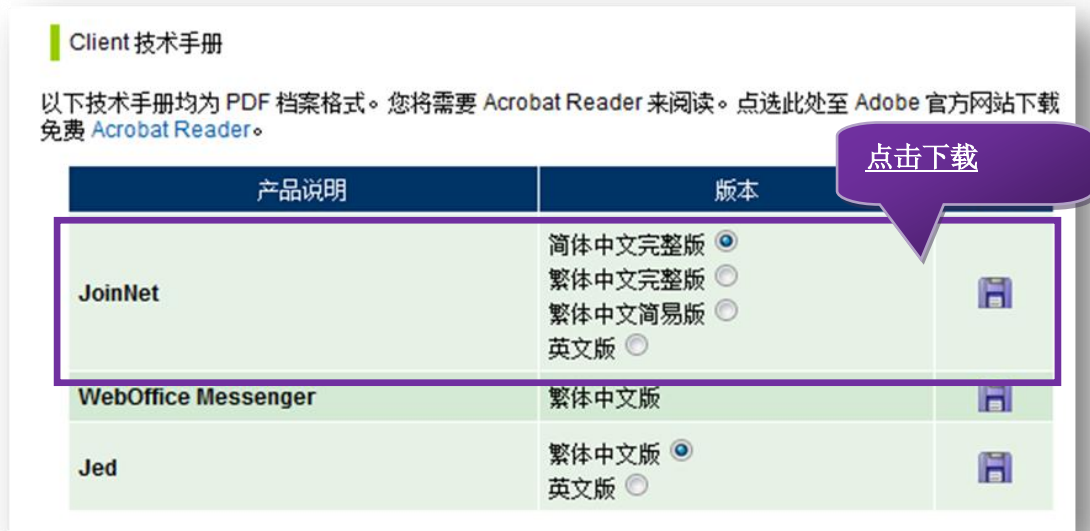 Client 技术手册
以下技术手册均为 PDF 档案格式。您将需要 Acrobat Reader 来阅读。点选此处至 Adobe 官方网站下载
免费 Acrobat Reader。
点击下载
产品说明 版本
JoinNet
简体中文完整版
繁体中文完整版
繁体中文简易版
英文版
WebOffice Messenger 繁体中文版
Jed
繁体中文版
英文版